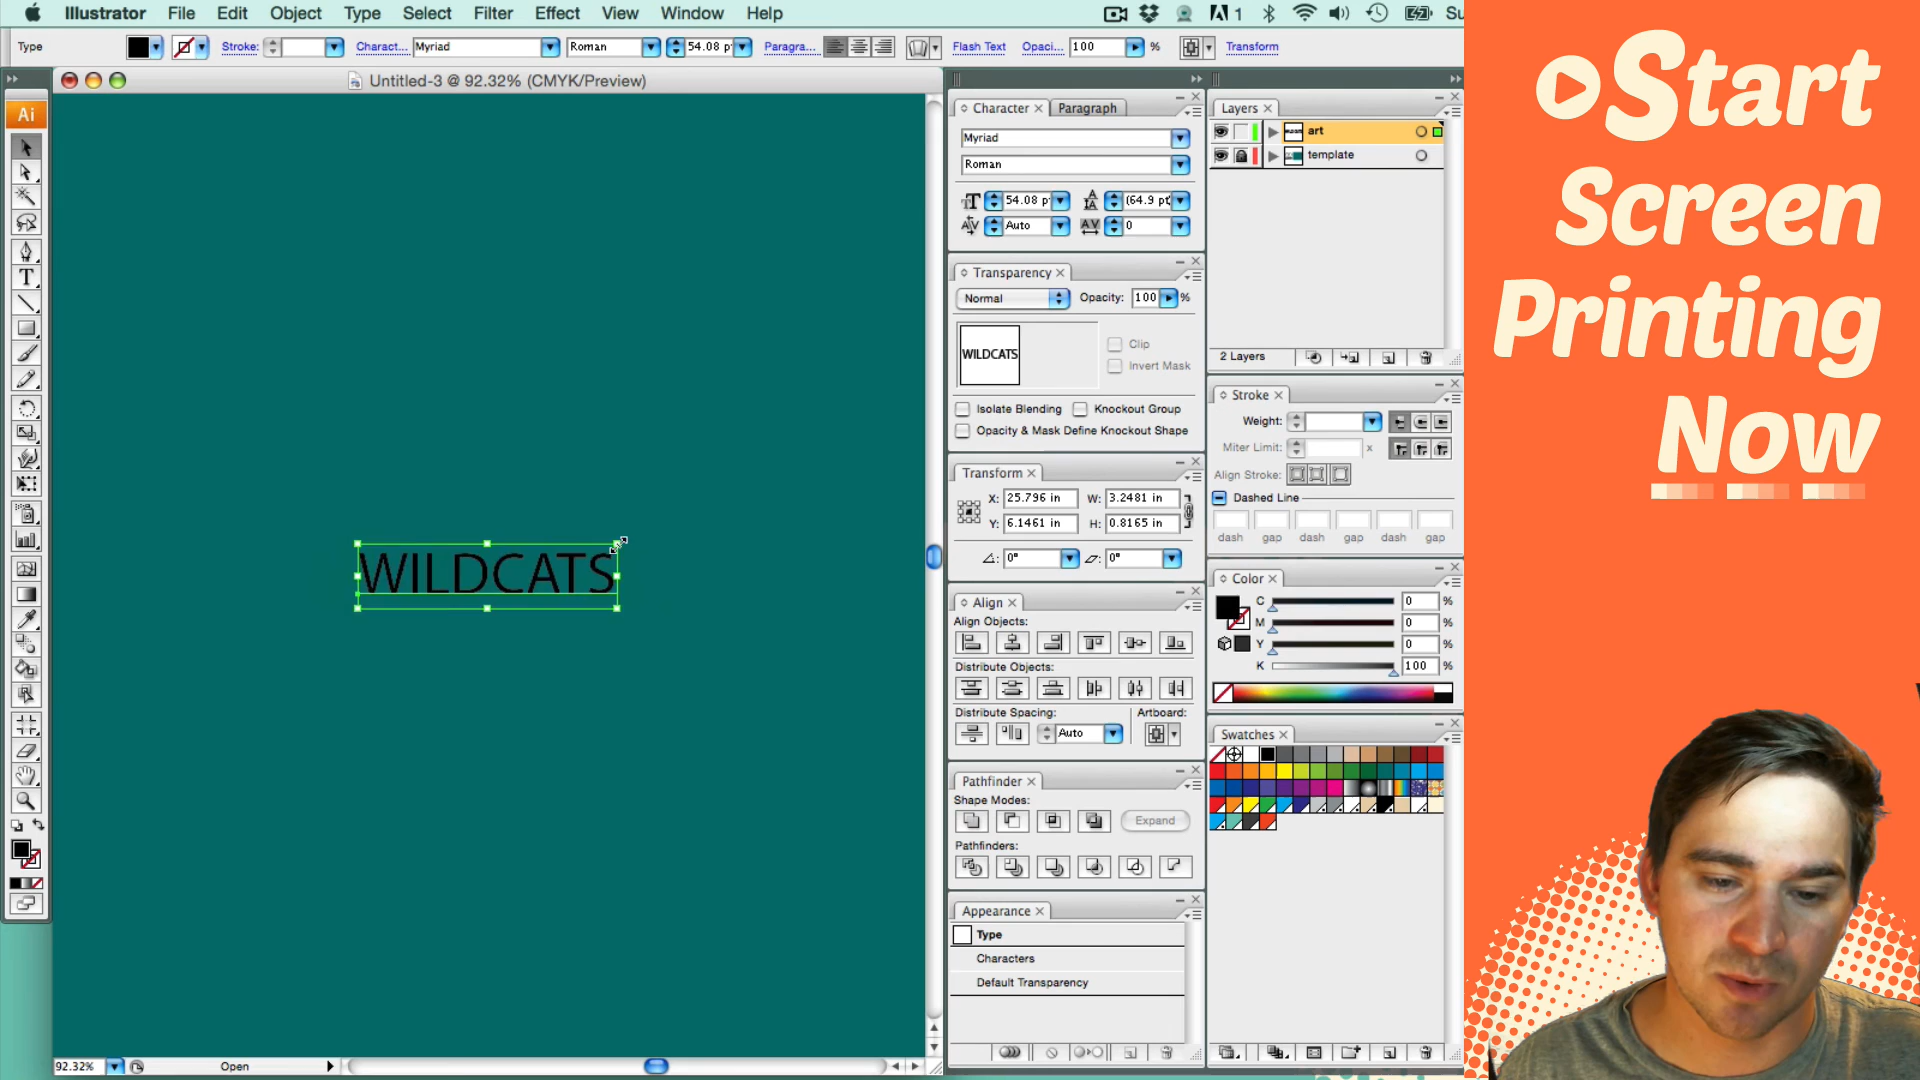 Illustrator File Edit Object Type Select Filter Effect View Window Help 1 Su
Type Stroke: Charact... Myriad Roman 54.08 p Paragra... Flash Text Opaci... 100 % Transform
Untitled-3 @ 92.32% (CMYK/Preview)
Ai
WILDCATS
92.32% Open
Character Paragraph
Myriad
Roman
54.08 p (64.9 pt
Auto 0
Transparency
Normal Opacity: 100 %
WILDCATS
Clip
Invert Mask
Isolate Blending Knockout Group
Opacity & Mask Define Knockout Shape
Transform
X: 25.796 in W: 3.2481 in
Y: 6.1461 in H: 0.8165 in
0° 0°
Align
Align Objects:
Distribute Objects:
Distribute Spacing: Artboard:
Auto
Pathfinder
Shape Modes:
Expand
Pathfinders:
Appearance
Type
Characters
Default Transparency
Layers
art
template
2 Layers
Stroke
Weight:
Miter Limit: x
Align Stroke:
Dashed Line
dash gap dash gap dash gap
Color
C 0 %
M 0 %
Y 0 %
K 100 %
Swatches
Start
Screen
Printing
Now